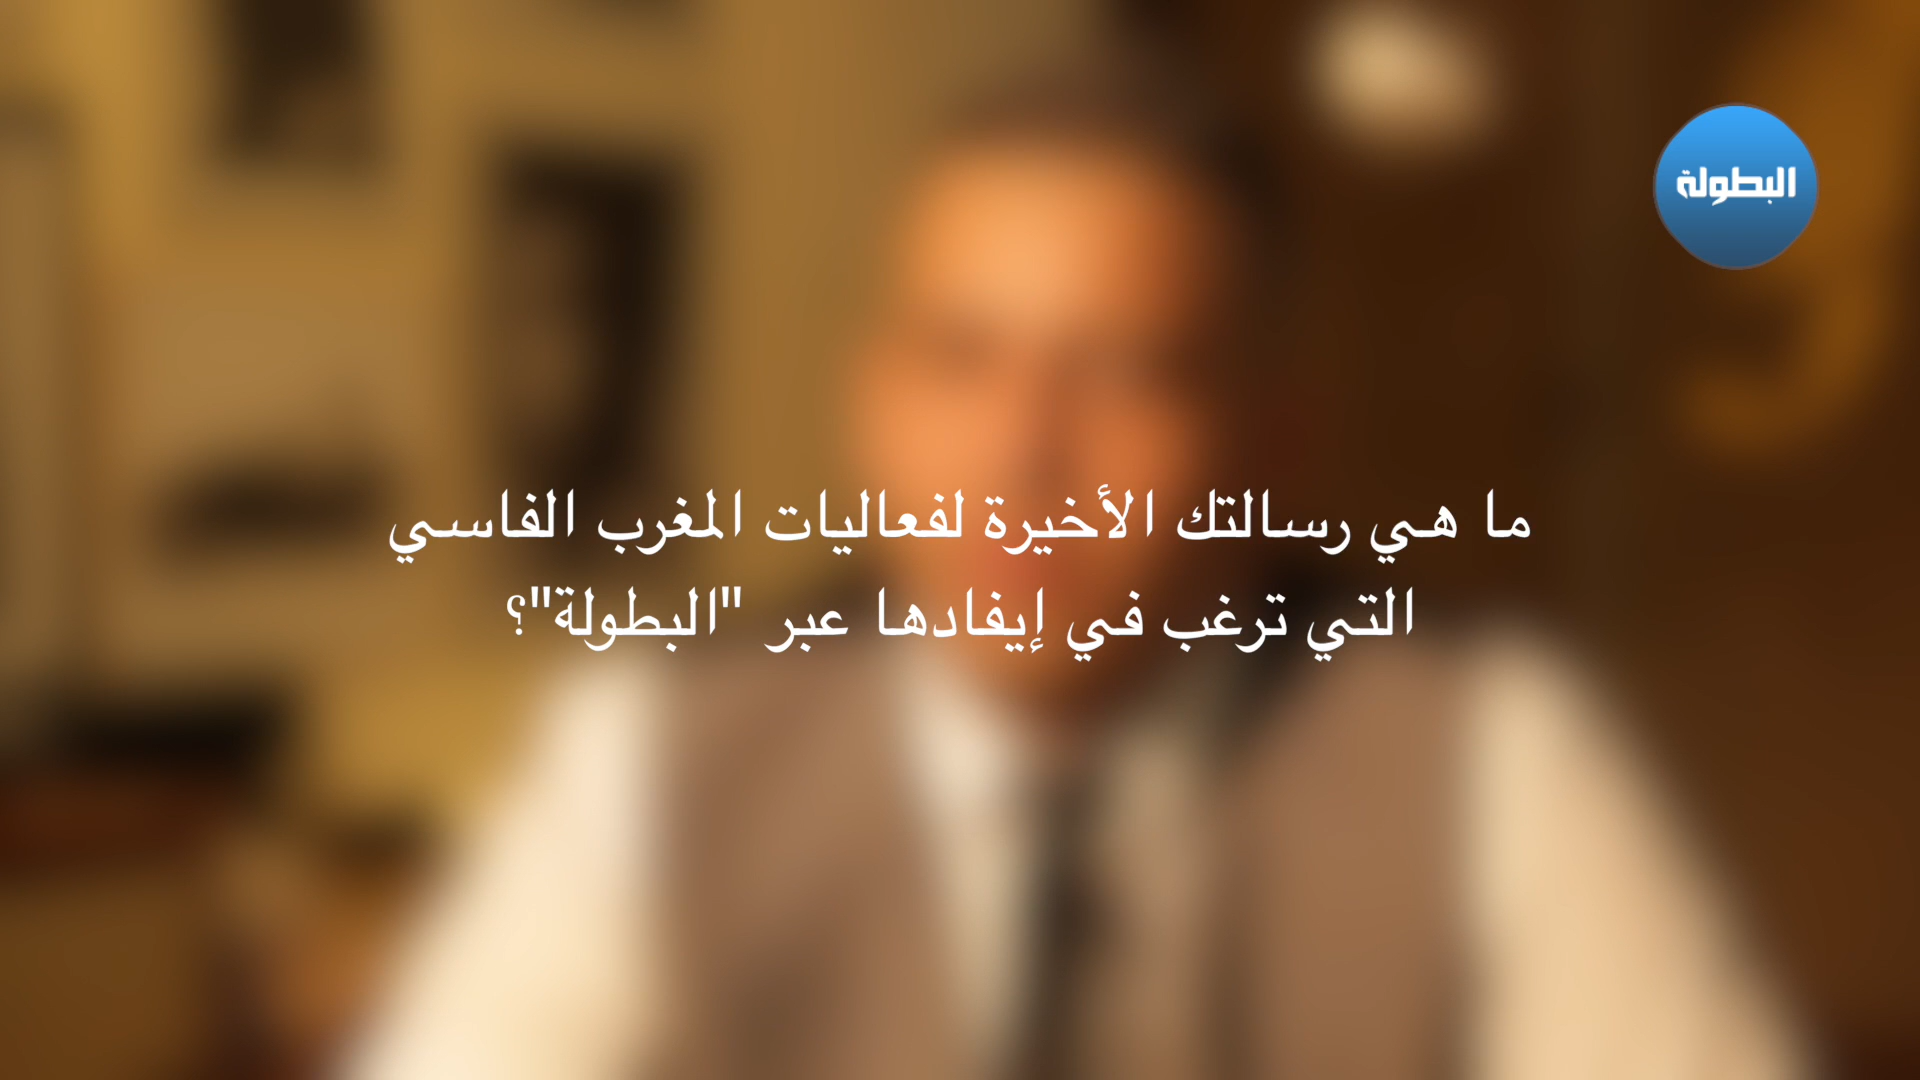 البطولة
ما هي رسالتك الأخيرة لفعاليات المغرب الفاسي
التي ترغب في إيفادها عبر "البطولة"؟